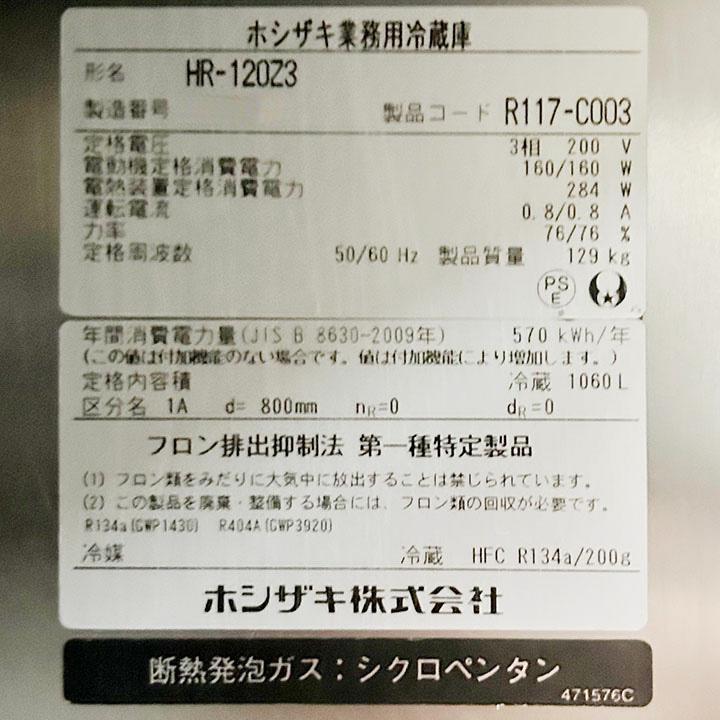 ホシザキ業務用冷蔵庫
形名 HR-120Z3
製造番号 製品コード R117-C003
定格電圧 3相 200 V
電動機定格消費電力 160/160 W
電熱装置定格消費電力 284 W
運転電流 0.8/0.8 A
力率 76/76 %
定格周波数 50/60 Hz 製品質量 129 kg
PS
E
年間消費電力量(JIS B 8630-2009年) 570 kWh/年
(この値は付加機能のない場合です。値は付加機能により増加します。)
定格内容積 冷蔵 1060L
区分名 1A d= 800mm nR=0 dR=0
フロン排出抑制法 第一種特定製品
(1) フロン類をみだりに大気中に放出することは禁じられています。
(2) この製品を廃棄・整備する場合には、フロン類の回収が必要です。
R134a(GWP1430) R404A(GWP3920)
冷媒 冷蔵 HFC R134a/200g
ホシザキ株式会社
断熱発泡ガス:シクロペンタン
471576C